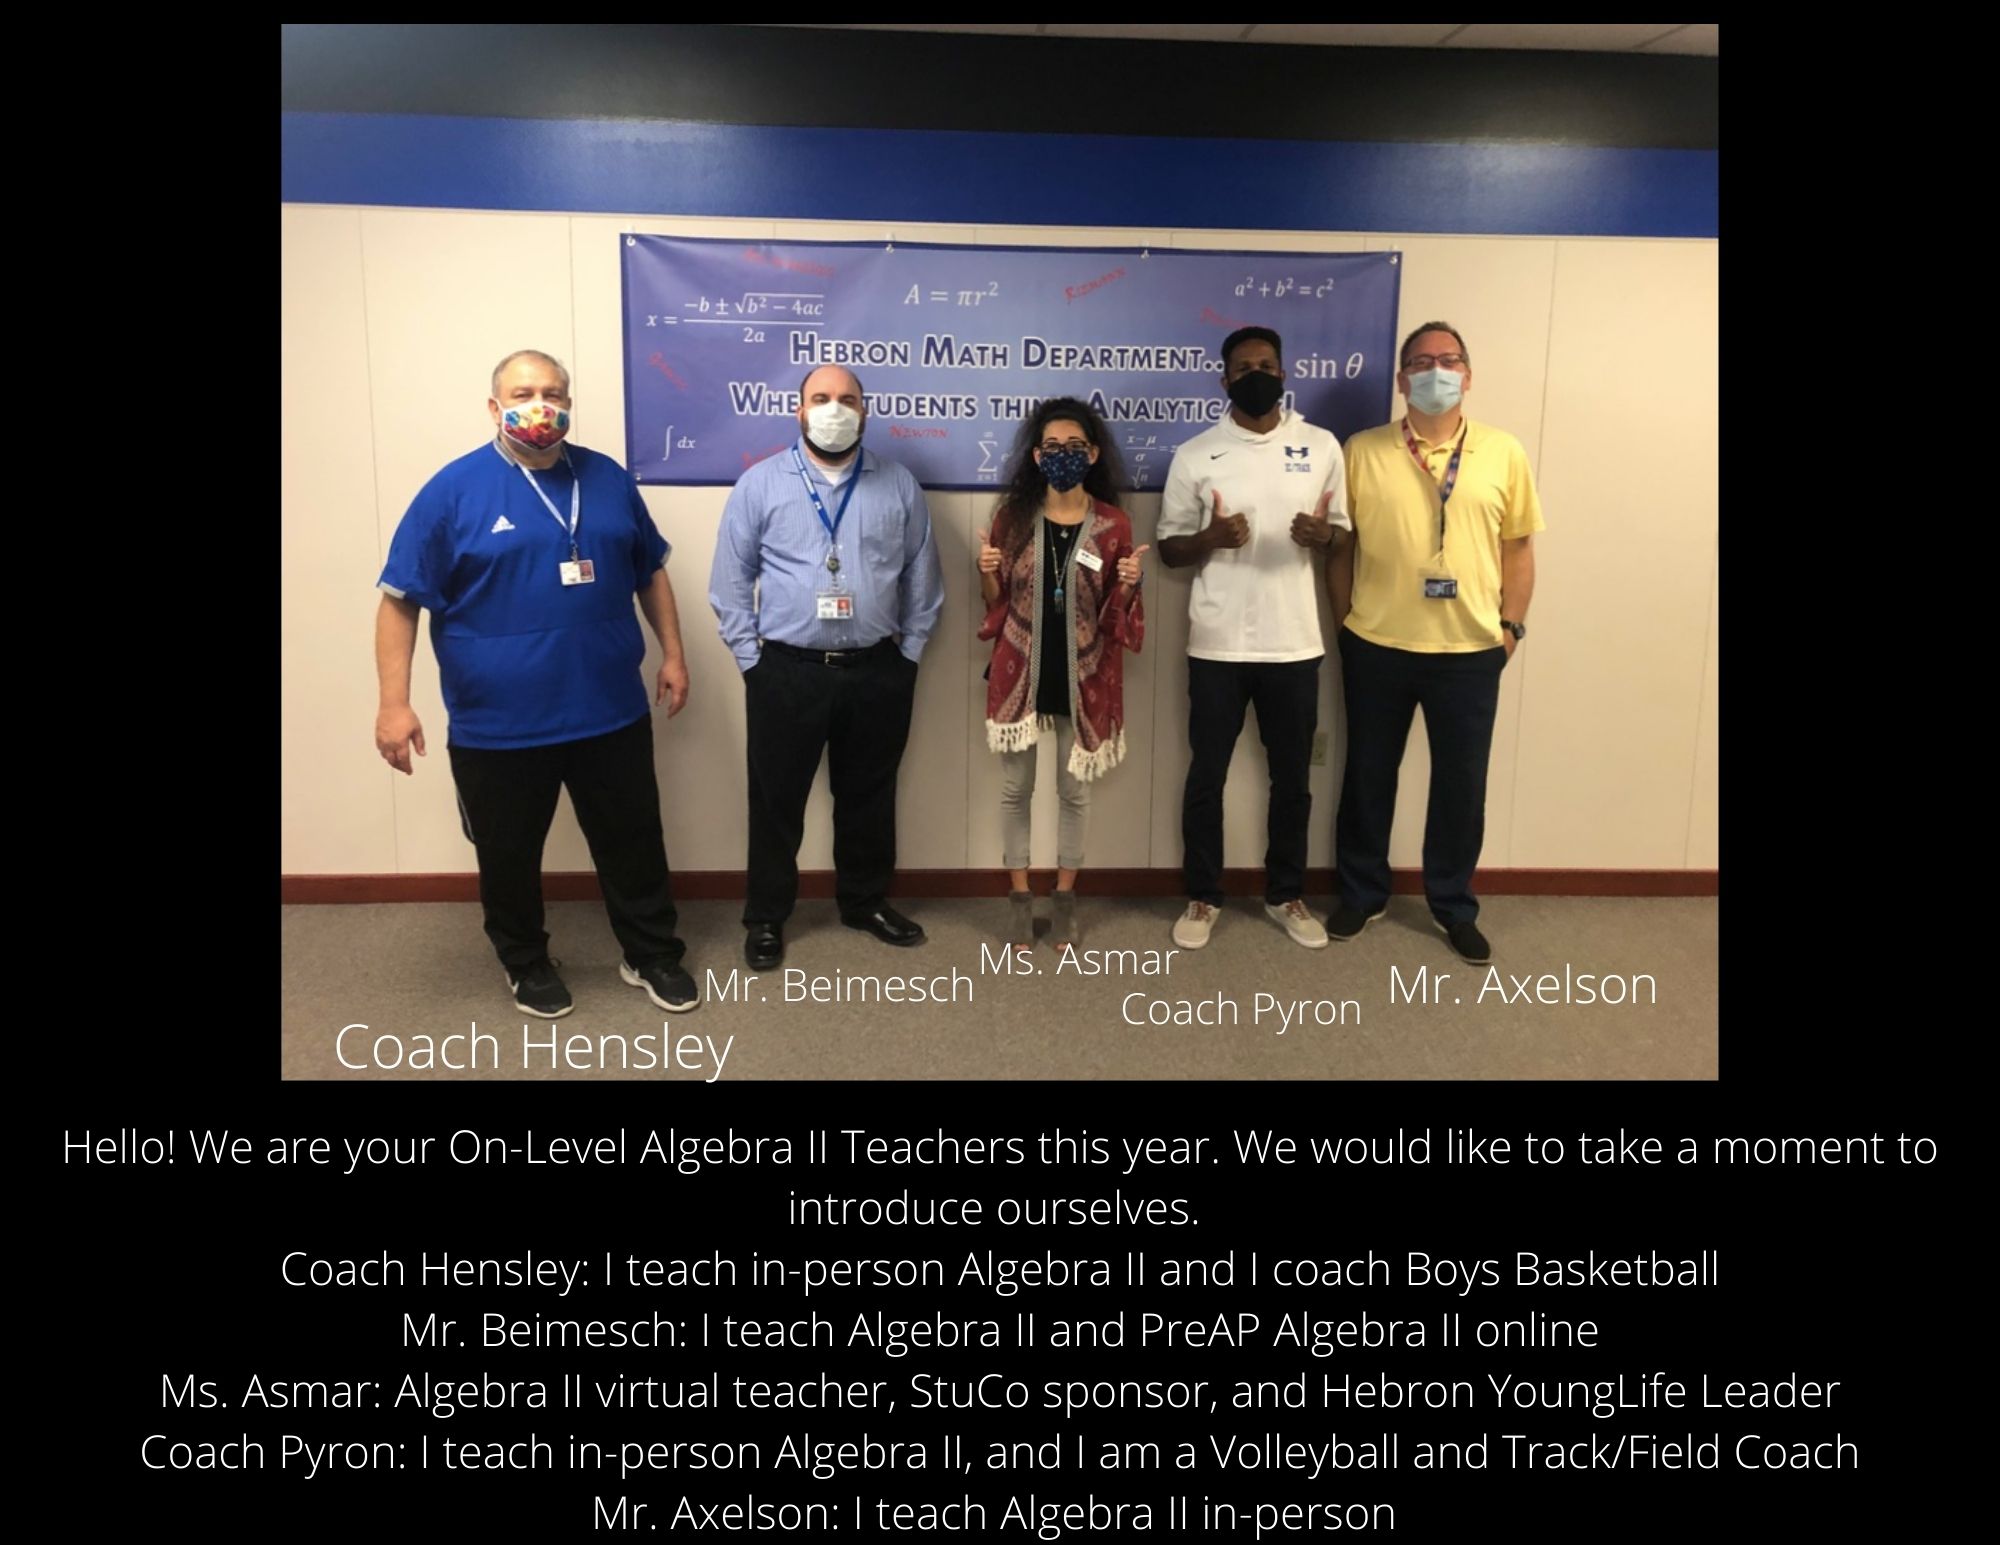 A = πr²
a² + b² = c²
x = −b ± √b² − 4ac
2a
RIEMANN
HEBRON MATH DEPARTMENT..
sin θ
STUDENTS ANALYTIC
NEWTON
∫ dx
Mr. Beimesch
Ms. Asmar
Coach Pyron
Mr. Axelson
Coach Hensley
Hello! We are your On-Level Algebra II Teachers this year. We would like to take a moment to
introduce ourselves.
Coach Hensley: I teach in-person Algebra II and I coach Boys Basketball
Mr. Beimesch: I teach Algebra II and PreAP Algebra II online
Ms. Asmar: Algebra II virtual teacher, StuCo sponsor, and Hebron YoungLife Leader
Coach Pyron: I teach in-person Algebra II, and I am a Volleyball and Track/Field Coach
Mr. Axelson: I teach Algebra II in-person